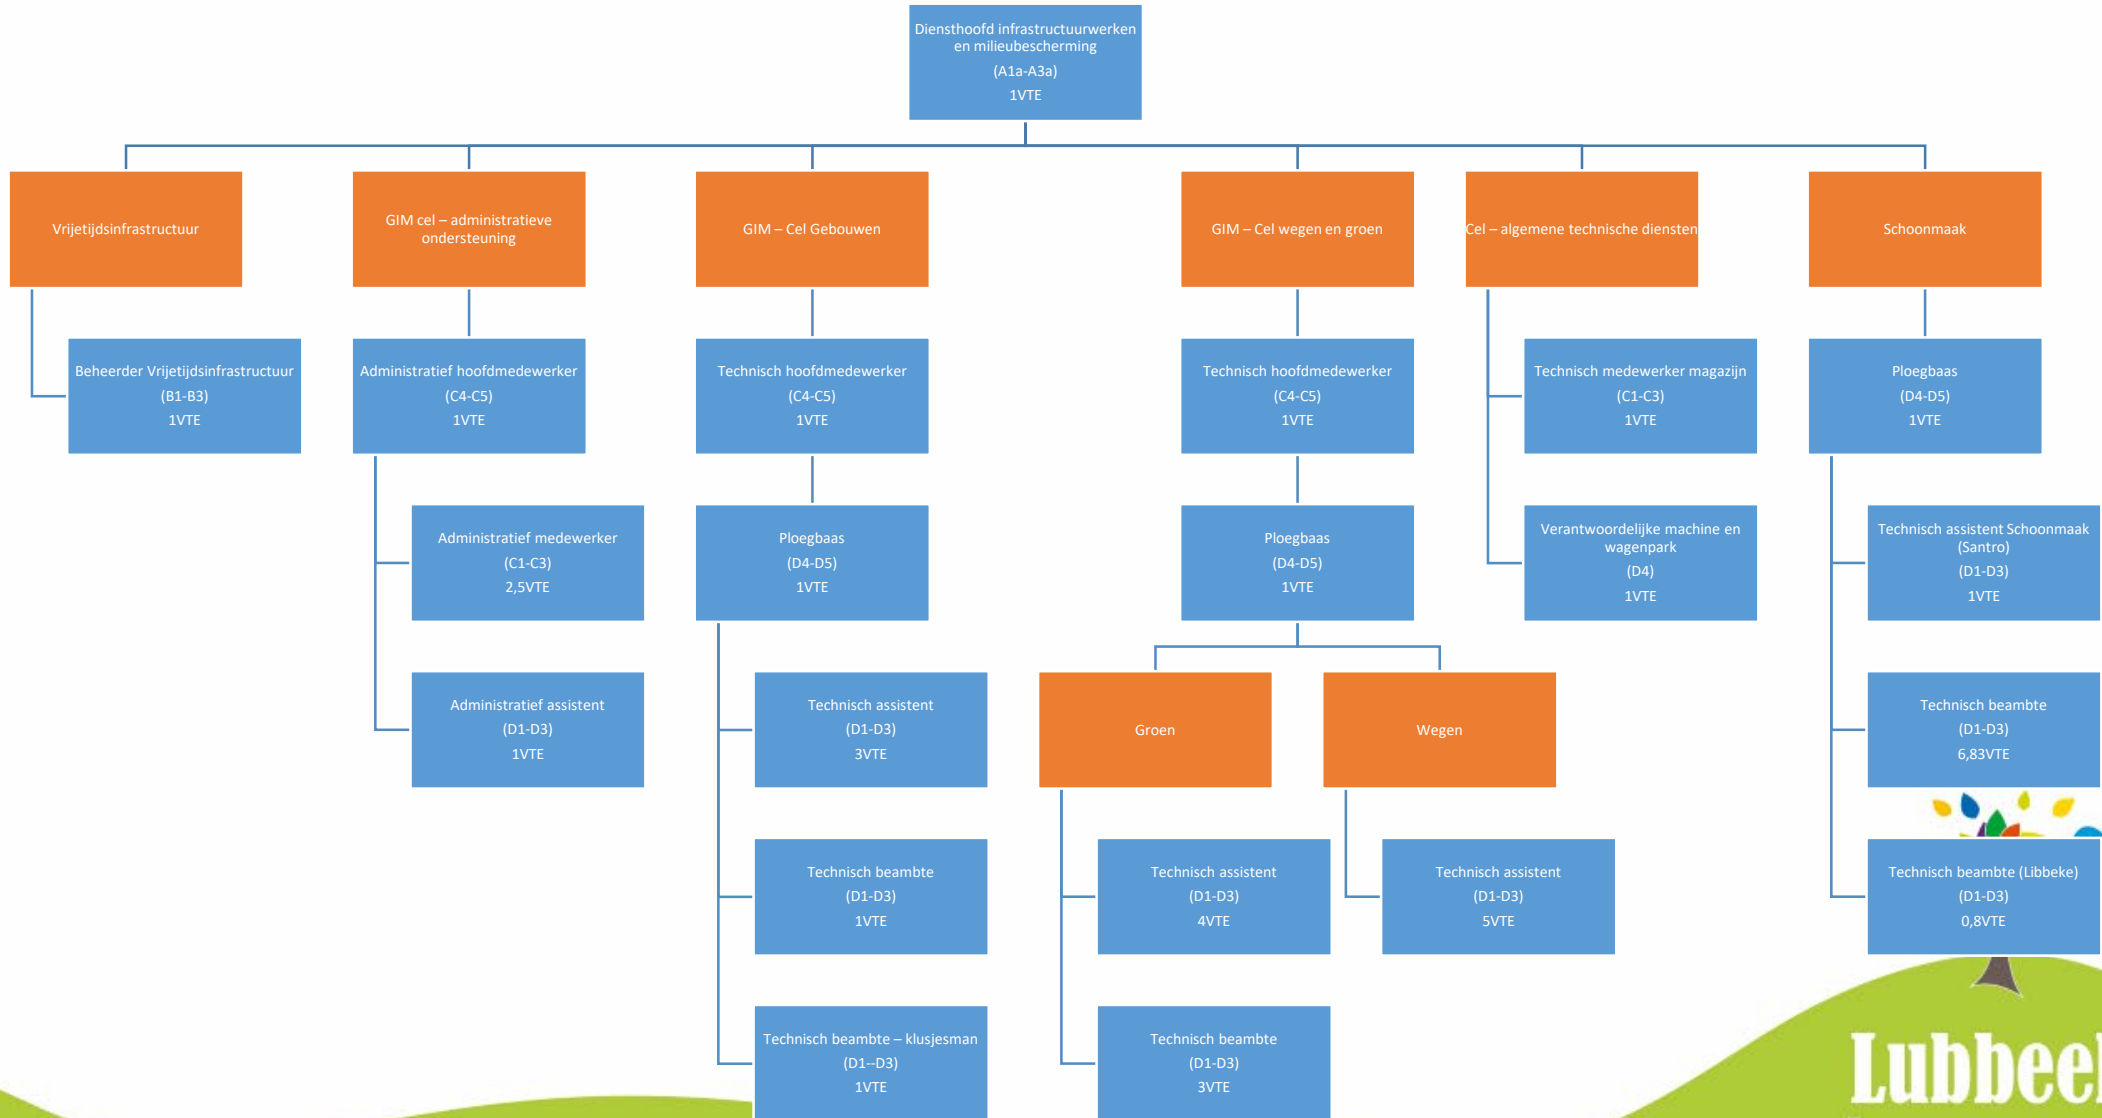 Diensthoofd infrastructuurwerken
en milieubescherming
(A1a-A3a)
1VTE
Vrijetijdsinfrastructuur
GIM cel – administratieve
ondersteuning
GIM – Cel Gebouwen
GIM – Cel wegen en groen
Cel – algemene technische diensten
Schoonmaak
Beheerder Vrijetijdsinfrastructuur
(B1-B3)
1VTE
Administratief hoofdmedewerker
(C4-C5)
1VTE
Technisch hoofdmedewerker
(C4-C5)
1VTE
Technisch hoofdmedewerker
(C4-C5)
1VTE
Technisch medewerker magazijn
(C1-C3)
1VTE
Ploegbaas
(D4-D5)
1VTE
Administratief medewerker
(C1-C3)
2,5VTE
Ploegbaas
(D4-D5)
1VTE
Ploegbaas
(D4-D5)
1VTE
Verantwoordelijke machine en
wagenpark
(D4)
1VTE
Technisch assistent Schoonmaak
(Santro)
(D1-D3)
1VTE
Administratief assistent
(D1-D3)
1VTE
Technisch assistent
(D1-D3)
3VTE
Groen
Wegen
Technisch beambte
(D1-D3)
6,83VTE
Technisch beambte
(D1-D3)
1VTE
Technisch assistent
(D1-D3)
4VTE
Technisch assistent
(D1-D3)
5VTE
Technisch beambte (Libbeke)
(D1-D3)
0,8VTE
Technisch beambte – klusjesman
(D1--D3)
1VTE
Technisch beambte
(D1-D3)
3VTE
Lubbee